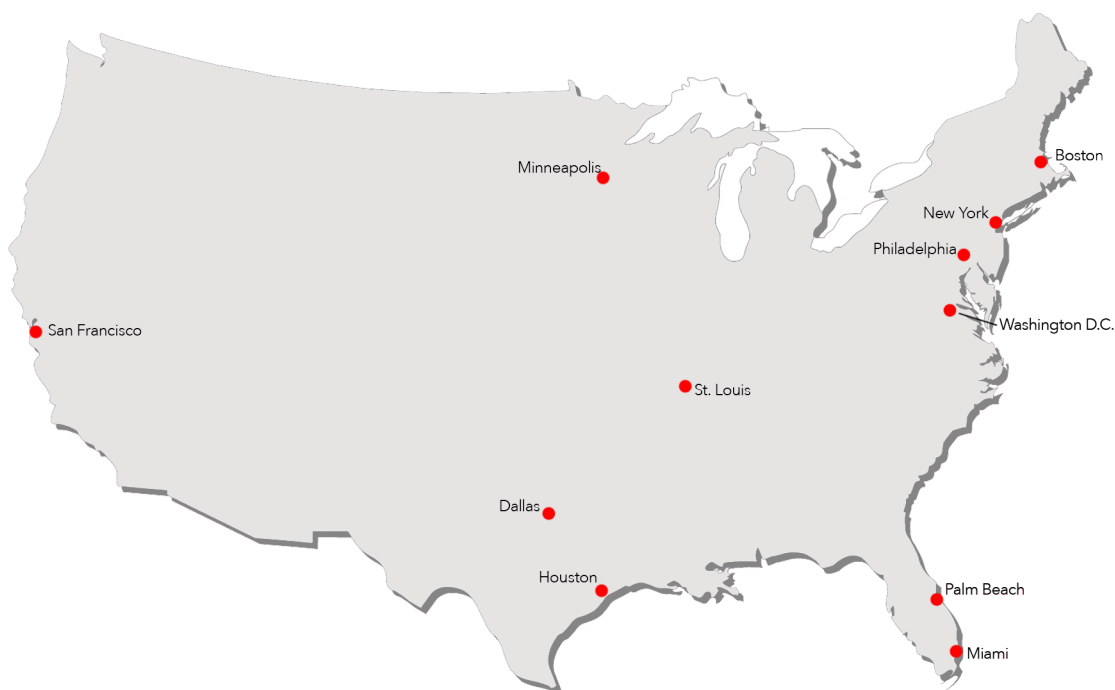 Boston
Minneapolis
New York
Philadelphia
Washington D.C.
San Francisco
St. Louis
Dallas
Houston
Palm Beach
Miami